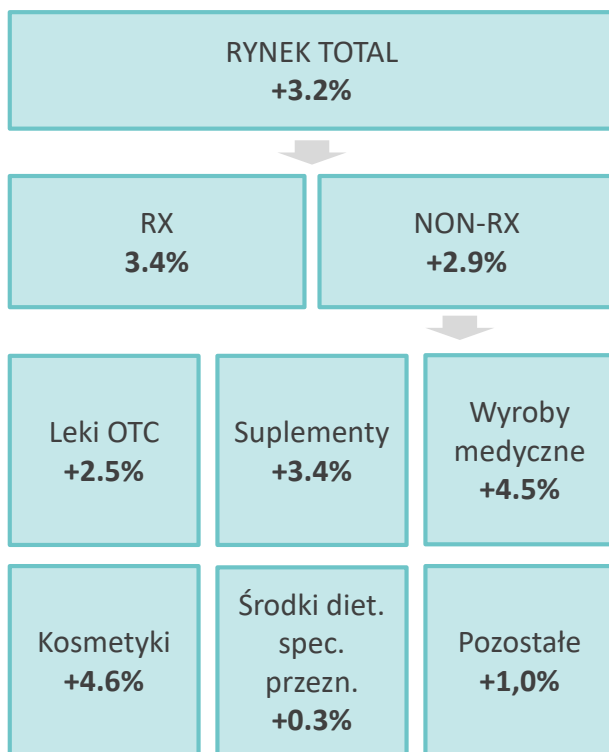 RYNEK TOTAL
+3.2%
RX
3.4%
NON-RX
+2.9%
Leki OTC
+2.5%
Suplementy
+3.4%
Wyroby
medyczne
+4.5%
Kosmetyki
+4.6%
Środki diet.
spec.
przezn.
+0.3%
Pozostałe
+1,0%